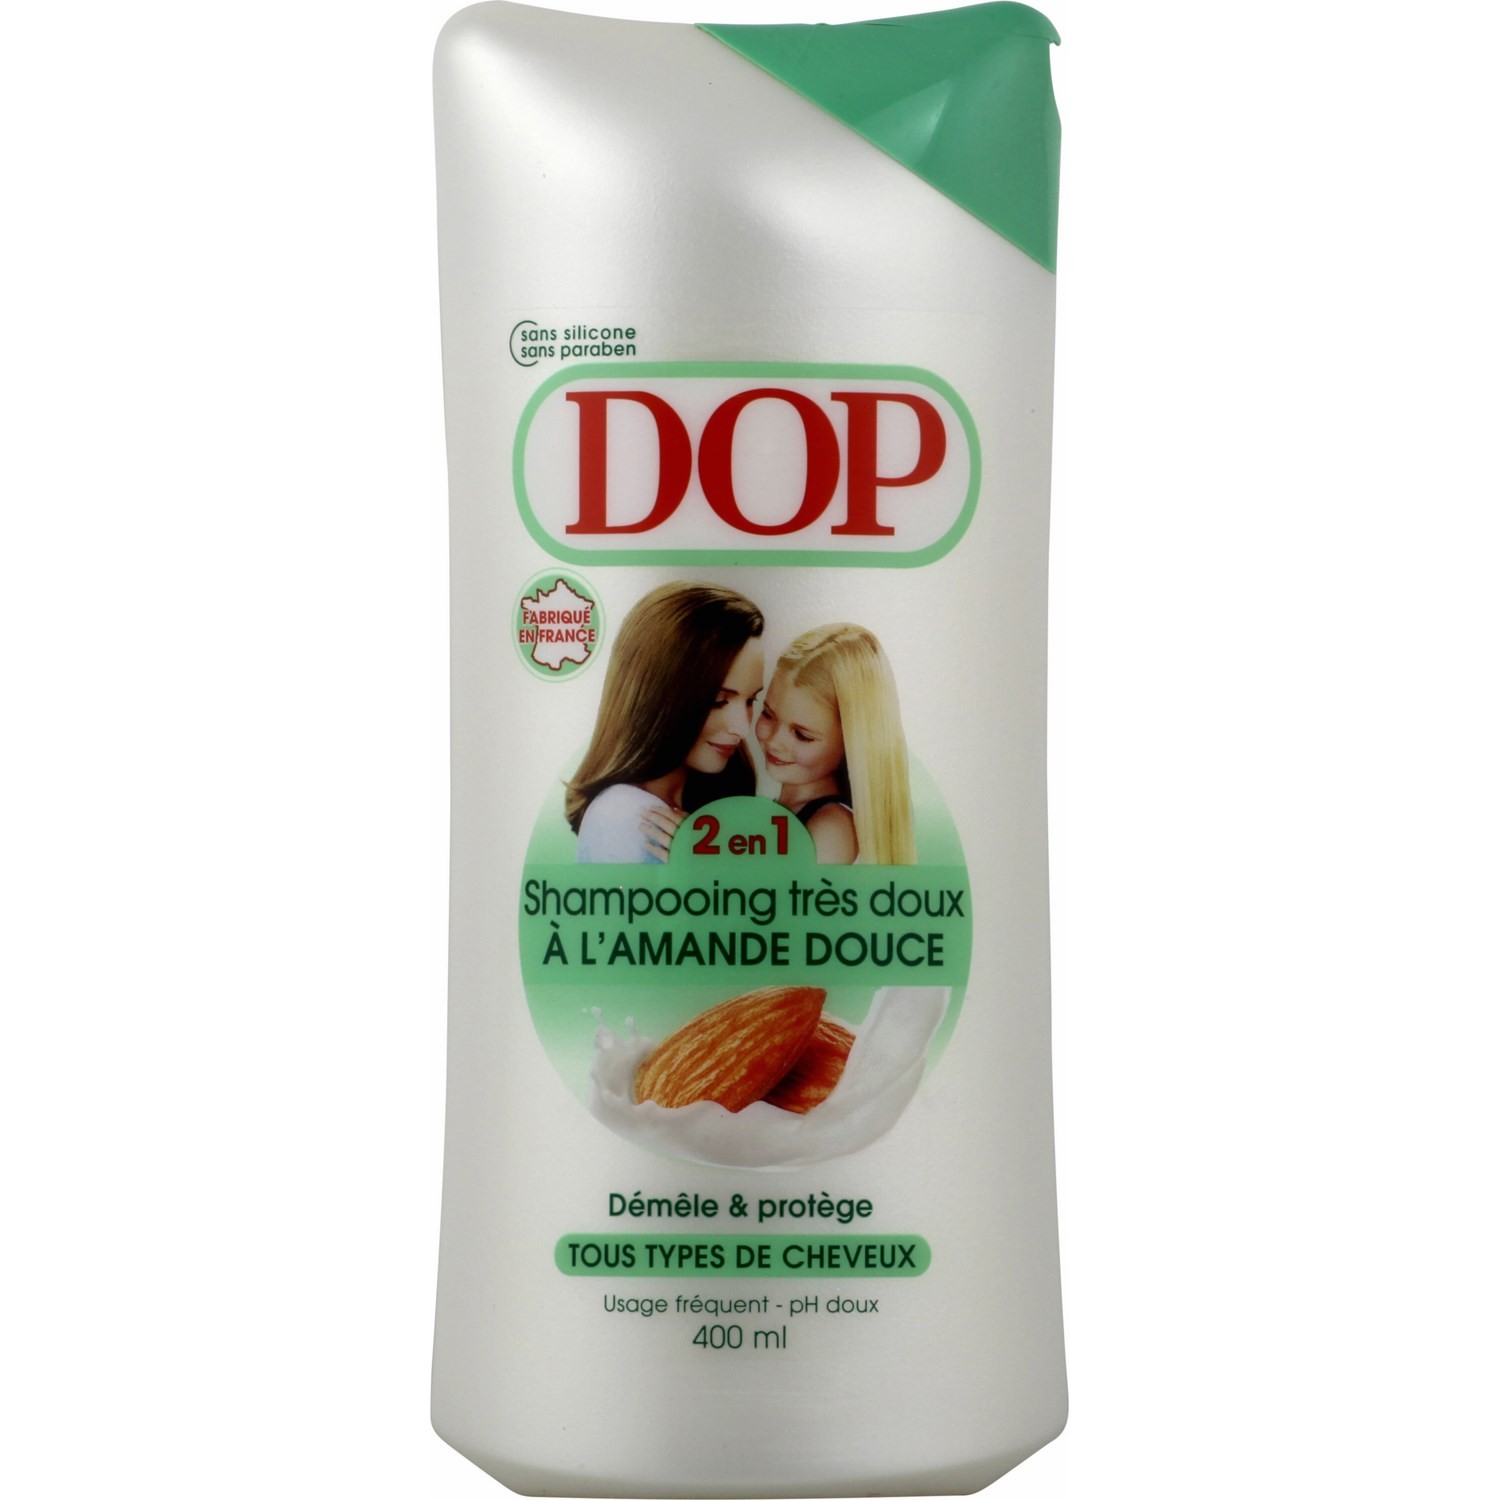 sans silicone
sans paraben
DOP
FABRIQUÉ
EN FRANCE
2 en 1
Shampooing très doux
À L'AMANDE DOUCE
Démêle & protège
TOUS TYPES DE CHEVEUX
Usage fréquent - pH doux
400 ml